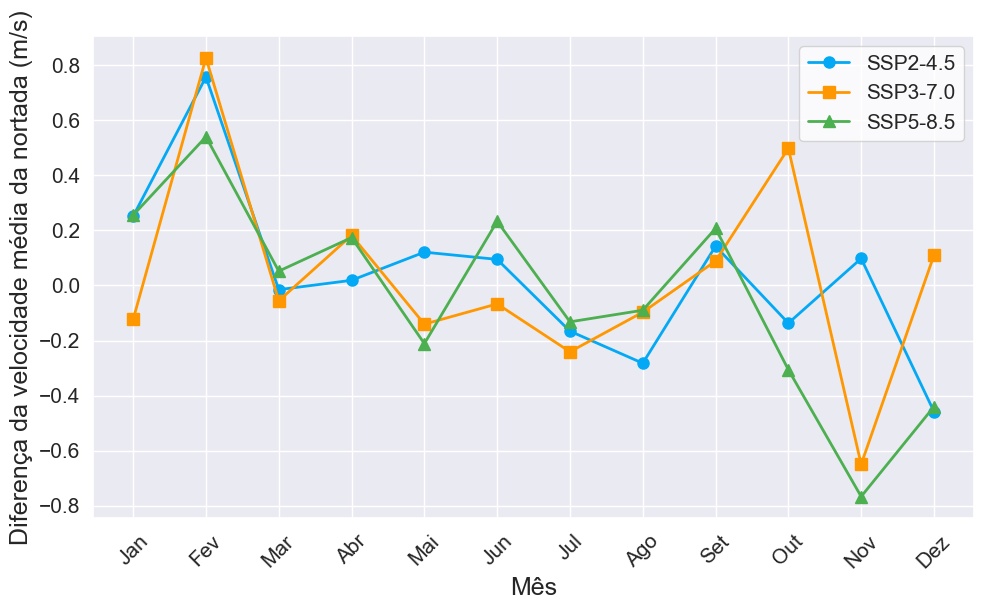 Diferença da velocidade média da nortada (m/s)
0.8
0.6
0.4
0.2
0.0
−0.2
−0.4
−0.6
−0.8
SSP2-4.5
SSP3-7.0
SSP5-8.5
Jan
Fev
Mar
Abr
Mai
Jun
Jul
Ago
Set
Out
Nov
Dez
Mês